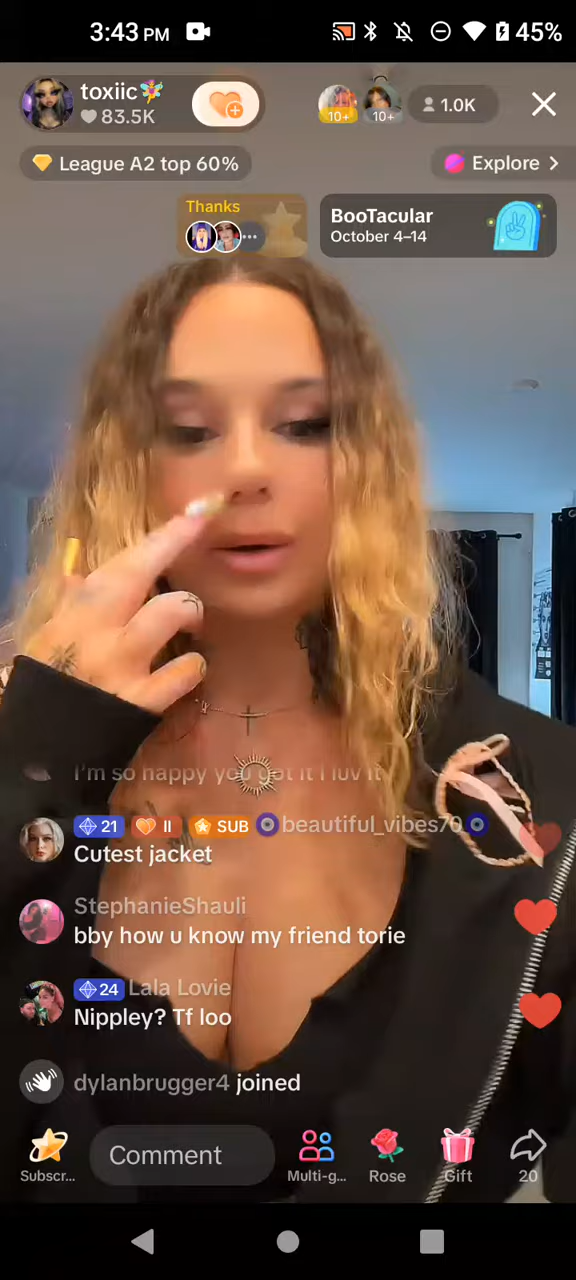 3:43 PM 45%
toxiic🧚
83.5K
10+ 10+ 1.0K
League A2 top 60%
Explore >
Thanks
BooTacular
October 4–14
I'm so happy you got it I luv it
21 II SUB 🧿beautiful_vibes70🧿
Cutest jacket
StephanieShauli
bby how u know my friend torie
24 Lala Lovie
Nippley? Tf loo
dylanbrugger4 joined
Comment
Subscr... Multi-g... Rose Gift 20